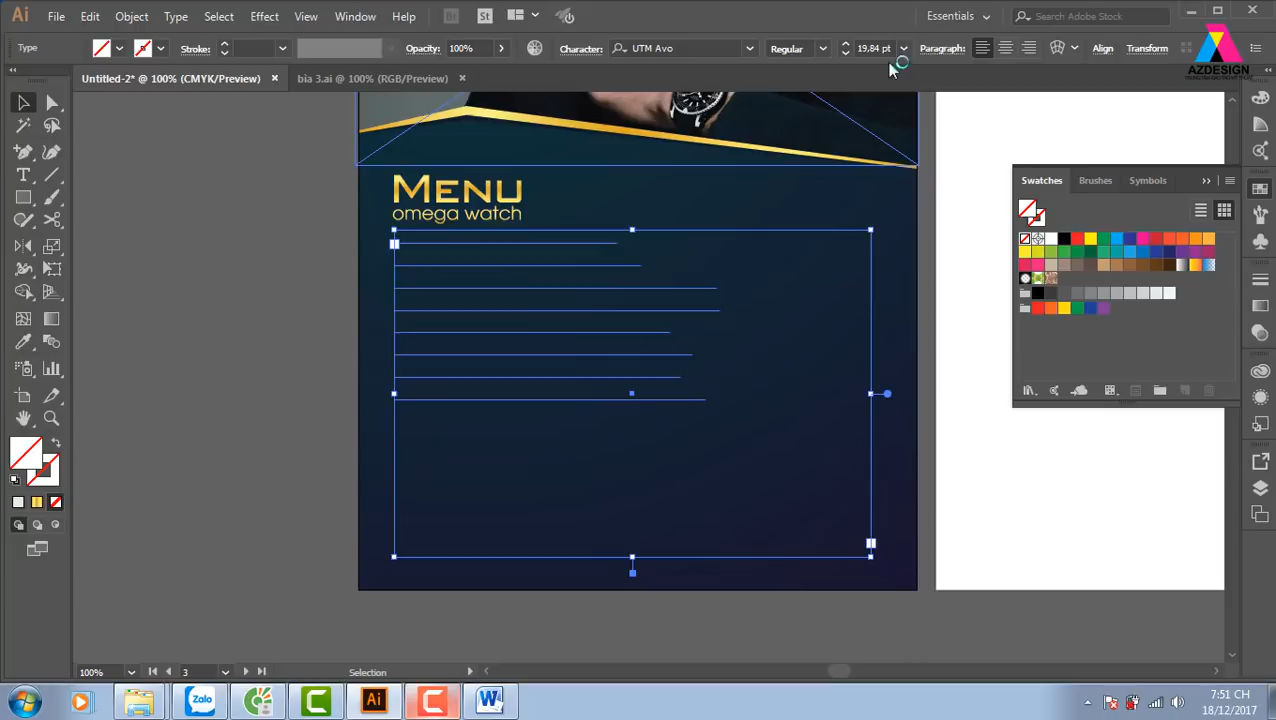 Ai File Edit Object Type Select Effect View Window Help Br St Essentials Search Adobe Stock
Type Stroke: Opacity: 100% Character: UTM Avo Regular 19,84 pt Paragraph: Align Transform
AZDESIGN
Untitled-2* @ 100% (CMYK/Preview) bia 3.ai @ 100% (RGB/Preview)
Swatches Brushes Symbols
MENU
omega watch
100% 3 Selection
Zalo Ai W
7:51 CH
18/12/2017